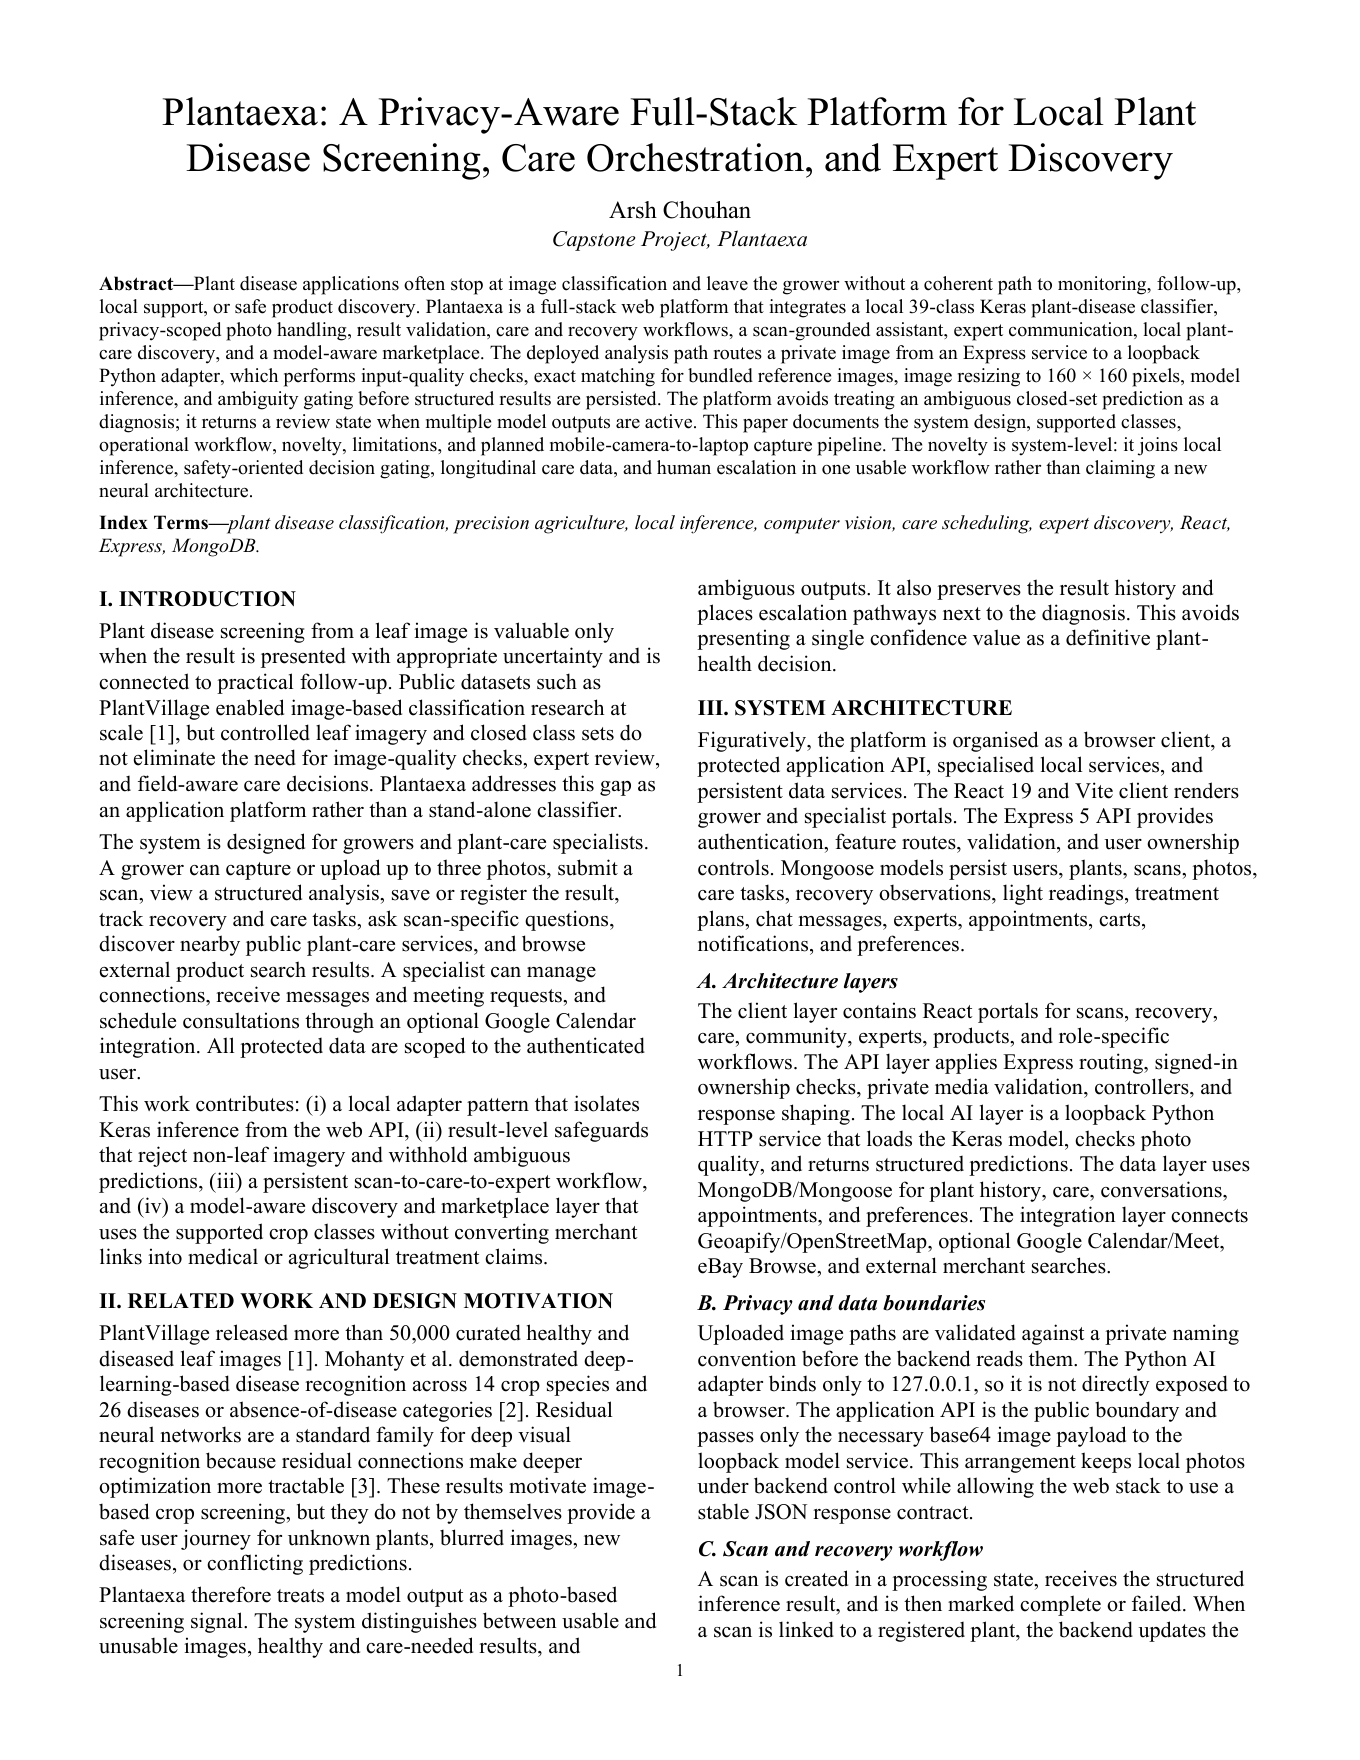 Plantaexa: A Privacy-Aware Full-Stack Platform for Local Plant
Disease Screening, Care Orchestration, and Expert Discovery
Arsh Chouhan
Capstone Project, Plantaexa
Abstract—Plant disease applications often stop at image classification and leave the grower without a coherent path to monitoring, follow-up,
local support, or safe product discovery. Plantaexa is a full-stack web platform that integrates a local 39-class Keras plant-disease classifier,
privacy-scoped photo handling, result validation, care and recovery workflows, a scan-grounded assistant, expert communication, local plant-
care discovery, and a model-aware marketplace. The deployed analysis path routes a private image from an Express service to a loopback
Python adapter, which performs input-quality checks, exact matching for bundled reference images, image resizing to 160 × 160 pixels, model
inference, and ambiguity gating before structured results are persisted. The platform avoids treating an ambiguous closed-set prediction as a
diagnosis; it returns a review state when multiple model outputs are active. This paper documents the system design, supported classes,
operational workflow, novelty, limitations, and planned mobile-camera-to-laptop capture pipeline. The novelty is system-level: it joins local
inference, safety-oriented decision gating, longitudinal care data, and human escalation in one usable workflow rather than claiming a new
neural architecture.
Index Terms—plant disease classification, precision agriculture, local inference, computer vision, care scheduling, expert discovery, React,
Express, MongoDB.
I. INTRODUCTION
Plant disease screening from a leaf image is valuable only
when the result is presented with appropriate uncertainty and is
connected to practical follow-up. Public datasets such as
PlantVillage enabled image-based classification research at
scale [1], but controlled leaf imagery and closed class sets do
not eliminate the need for image-quality checks, expert review,
and field-aware care decisions. Plantaexa addresses this gap as
an application platform rather than a stand-alone classifier.
The system is designed for growers and plant-care specialists.
A grower can capture or upload up to three photos, submit a
scan, view a structured analysis, save or register the result,
track recovery and care tasks, ask scan-specific questions,
discover nearby public plant-care services, and browse
external product search results. A specialist can manage
connections, receive messages and meeting requests, and
schedule consultations through an optional Google Calendar
integration. All protected data are scoped to the authenticated
user.
This work contributes: (i) a local adapter pattern that isolates
Keras inference from the web API, (ii) result-level safeguards
that reject non-leaf imagery and withhold ambiguous
predictions, (iii) a persistent scan-to-care-to-expert workflow,
and (iv) a model-aware discovery and marketplace layer that
uses the supported crop classes without converting merchant
links into medical or agricultural treatment claims.
II. RELATED WORK AND DESIGN MOTIVATION
PlantVillage released more than 50,000 curated healthy and
diseased leaf images [1]. Mohanty et al. demonstrated deep-
learning-based disease recognition across 14 crop species and
26 diseases or absence-of-disease categories [2]. Residual
neural networks are a standard family for deep visual
recognition because residual connections make deeper
optimization more tractable [3]. These results motivate image-
based crop screening, but they do not by themselves provide a
safe user journey for unknown plants, blurred images, new
diseases, or conflicting predictions.
Plantaexa therefore treats a model output as a photo-based
screening signal. The system distinguishes between usable and
unusable images, healthy and care-needed results, and
ambiguous outputs. It also preserves the result history and
places escalation pathways next to the diagnosis. This avoids
presenting a single confidence value as a definitive plant-
health decision.
III. SYSTEM ARCHITECTURE
Figuratively, the platform is organised as a browser client, a
protected application API, specialised local services, and
persistent data services. The React 19 and Vite client renders
grower and specialist portals. The Express 5 API provides
authentication, feature routes, validation, and user ownership
controls. Mongoose models persist users, plants, scans, photos,
care tasks, recovery observations, light readings, treatment
plans, chat messages, experts, appointments, carts,
notifications, and preferences.
A. Architecture layers
The client layer contains React portals for scans, recovery,
care, community, experts, products, and role-specific
workflows. The API layer applies Express routing, signed-in
ownership checks, private media validation, controllers, and
response shaping. The local AI layer is a loopback Python
HTTP service that loads the Keras model, checks photo
quality, and returns structured predictions. The data layer uses
MongoDB/Mongoose for plant history, care, conversations,
appointments, and preferences. The integration layer connects
Geoapify/OpenStreetMap, optional Google Calendar/Meet,
eBay Browse, and external merchant searches.
B. Privacy and data boundaries
Uploaded image paths are validated against a private naming
convention before the backend reads them. The Python AI
adapter binds only to 127.0.0.1, so it is not directly exposed to
a browser. The application API is the public boundary and
passes only the necessary base64 image payload to the
loopback model service. This arrangement keeps local photos
under backend control while allowing the web stack to use a
stable JSON response contract.
C. Scan and recovery workflow
A scan is created in a processing state, receives the structured
inference result, and is then marked complete or failed. When
a scan is linked to a registered plant, the backend updates the
1